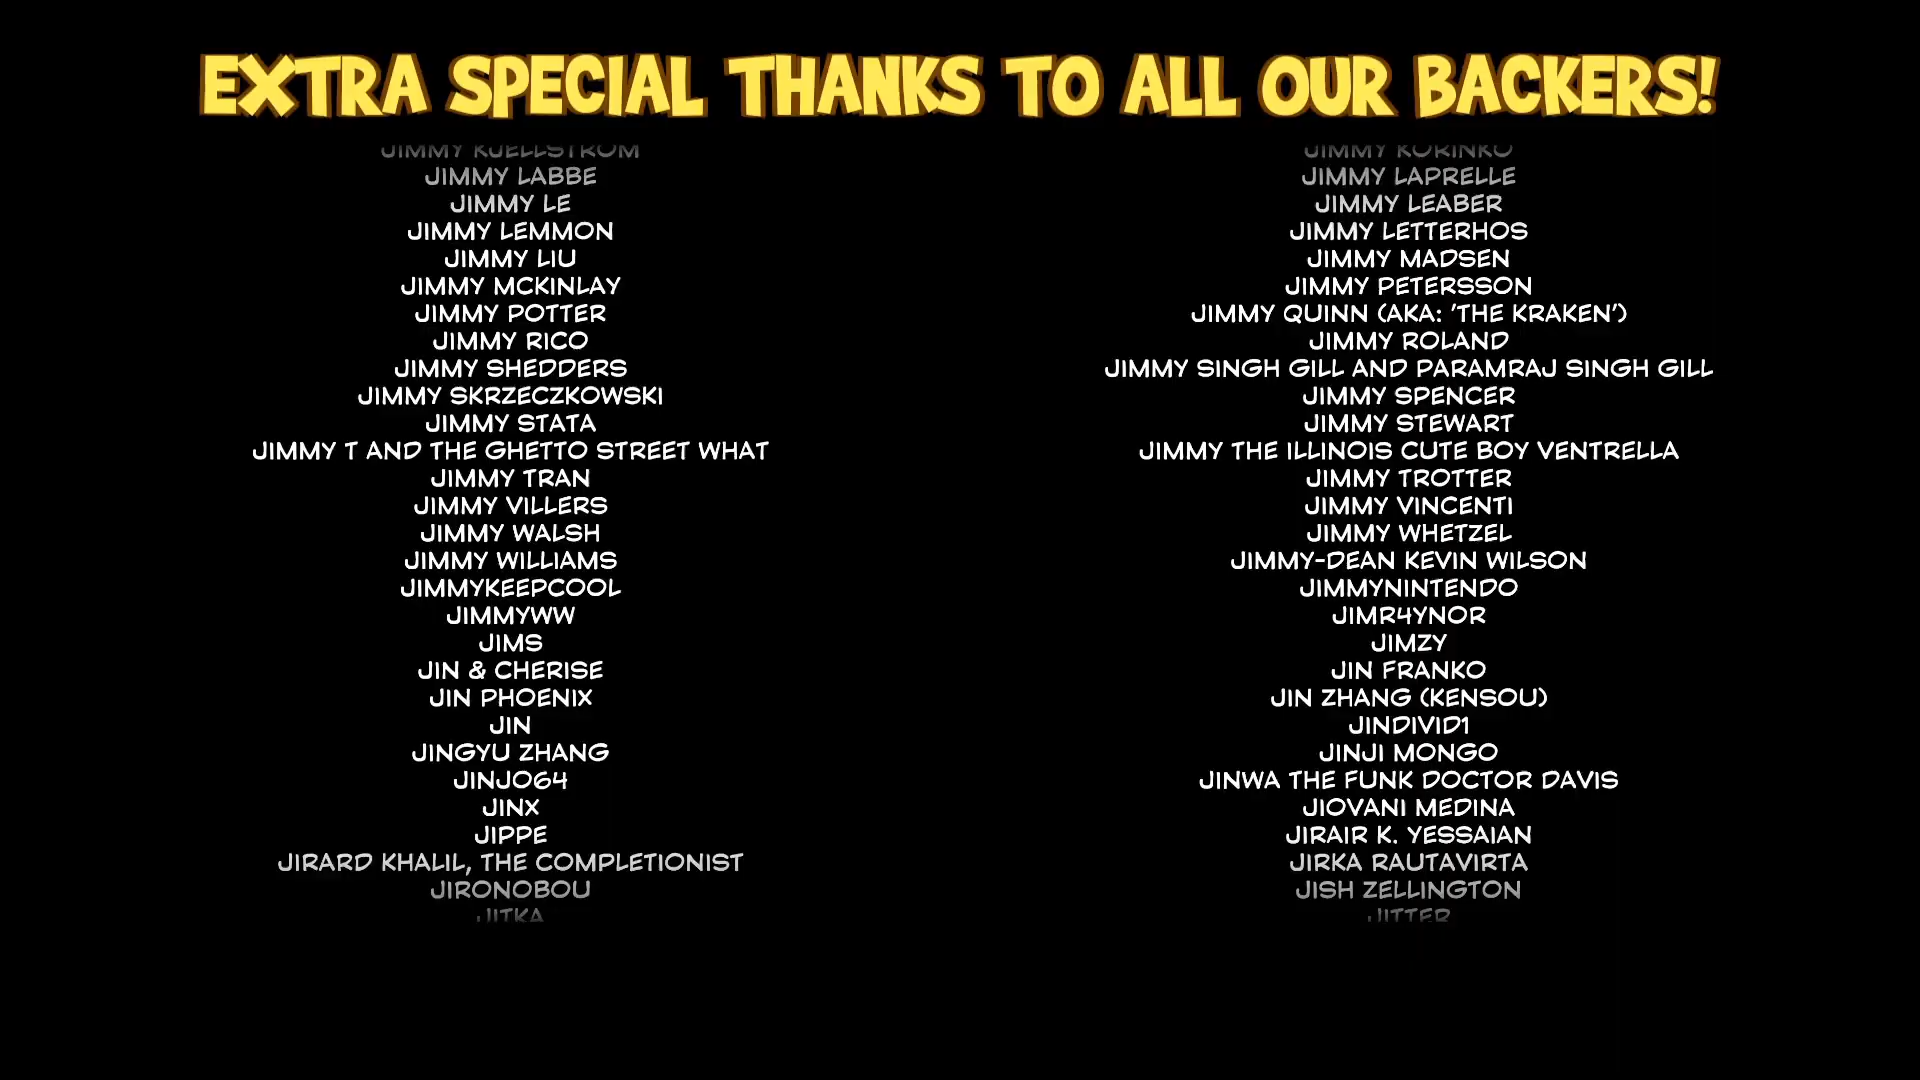 EXTRA SPECIAL THANKS TO ALL OUR BACKERS!
JIMMY KJELLSTROM
JIMMY KORINKO
JIMMY LABBE
JIMMY LAPRELLE
JIMMY LE
JIMMY LEABER
JIMMY LEMMON
JIMMY LETTERHOS
JIMMY LIU
JIMMY MADSEN
JIMMY MCKINLAY
JIMMY PETERSSON
JIMMY POTTER
JIMMY QUINN (AKA: 'THE KRAKEN')
JIMMY RICO
JIMMY ROLAND
JIMMY SHEDDERS
JIMMY SINGH GILL AND PARAMRAJ SINGH GILL
JIMMY SKRZECZKOWSKI
JIMMY SPENCER
JIMMY STATA
JIMMY STEWART
JIMMY T AND THE GHETTO STREET WHAT
JIMMY THE ILLINOIS CUTE BOY VENTRELLA
JIMMY TRAN
JIMMY TROTTER
JIMMY VILLERS
JIMMY VINCENTI
JIMMY WALSH
JIMMY WHETZEL
JIMMY WILLIAMS
JIMMY-DEAN KEVIN WILSON
JIMMYKEEPCOOL
JIMMYNINTENDO
JIMMYWW
JIMR4YNOR
JIMS
JIMZY
JIN & CHERISE
JIN FRANKO
JIN PHOENIX
JIN ZHANG (KENSOU)
JIN
JINDIVID1
JINGYU ZHANG
JINJI MONGO
JINJO64
JINWA THE FUNK DOCTOR DAVIS
JINX
JIOVANI MEDINA
JIPPE
JIRAIR K. YESSAIAN
JIRARD KHALIL, THE COMPLETIONIST
JIRKA RAUTAVIRTA
JIRONOBOU
JISH ZELLINGTON
JITKA
JITTER